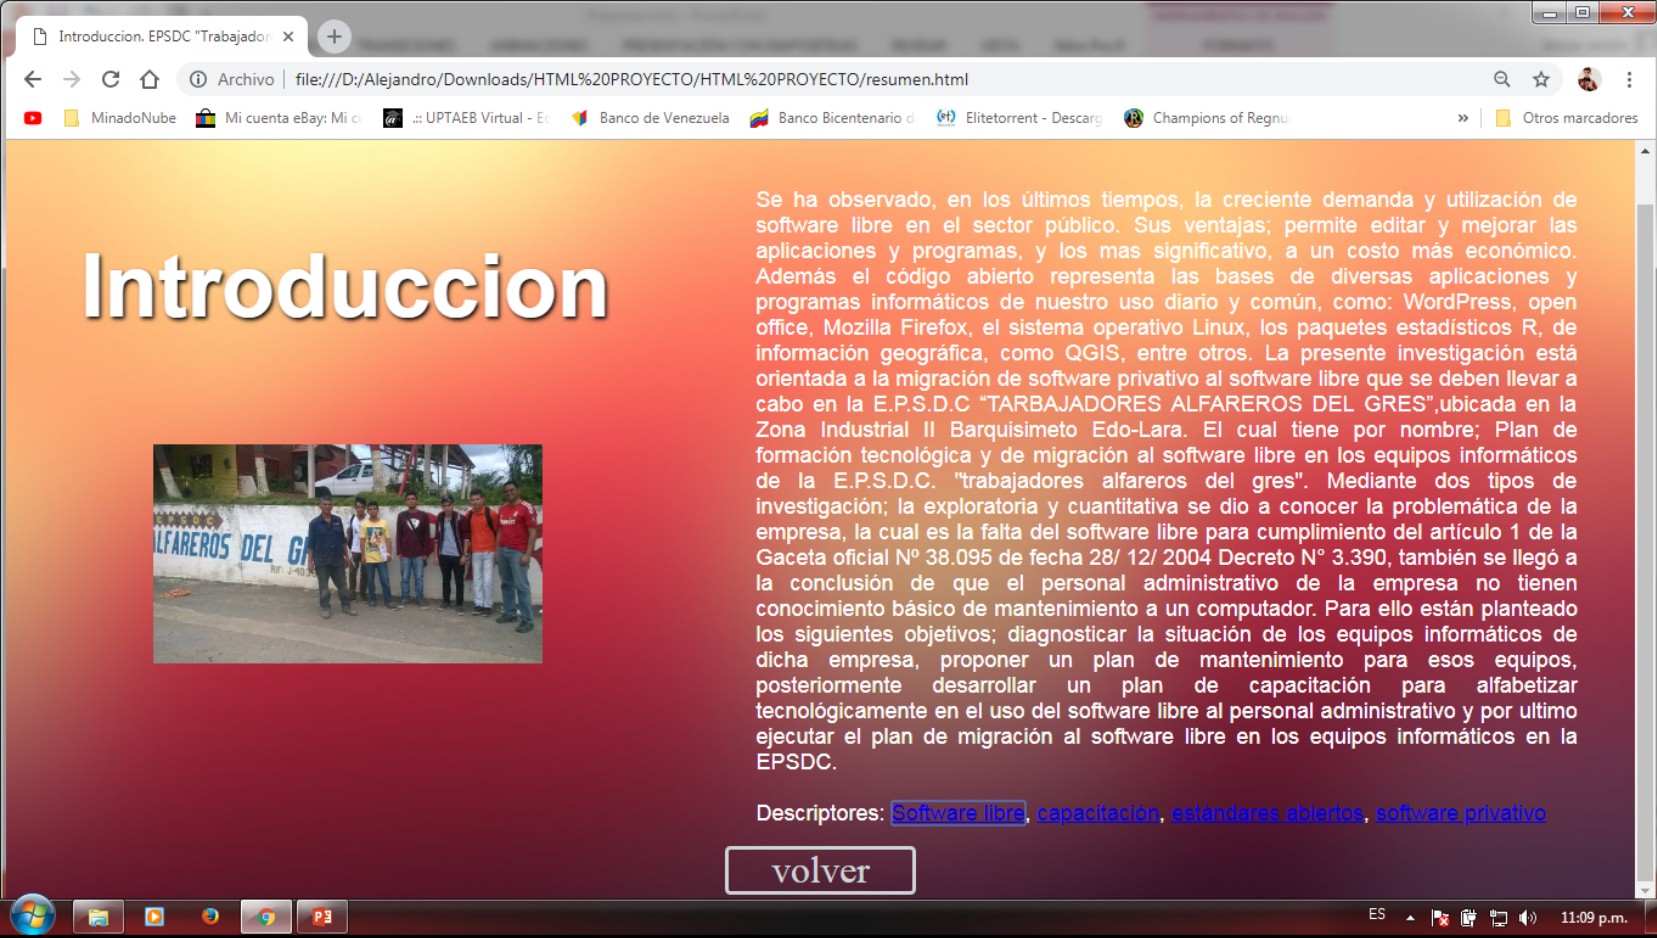 Introduccion. EPSDC "Trabajador
Archivo
file:///D:/Alejandro/Downloads/HTML%20PROYECTO/HTML%20PROYECTO/resumen.html
MinadoNube
Mi cuenta eBay: Mi cu
.:: UPTAEB Virtual - Ec
Banco de Venezuela
Banco Bicentenario d
Elitetorrent - Descarg
Champions of Regnu
»
Otros marcadores
Introduccion
EPSDC
ALFAREROS DEL GR
RIF: J-40
Se ha observado, en los últimos tiempos, la creciente demanda y utilización de
software libre en el sector público. Sus ventajas; permite editar y mejorar las
aplicaciones y programas, y los mas significativo, a un costo más económico.
Además el código abierto representa las bases de diversas aplicaciones y
programas informáticos de nuestro uso diario y común, como: WordPress, open
office, Mozilla Firefox, el sistema operativo Linux, los paquetes estadísticos R, de
información geográfica, como QGIS, entre otros. La presente investigación está
orientada a la migración de software privativo al software libre que se deben llevar a
cabo en la E.P.S.D.C “TARBAJADORES ALFAREROS DEL GRES”,ubicada en la
Zona Industrial II Barquisimeto Edo-Lara. El cual tiene por nombre; Plan de
formación tecnológica y de migración al software libre en los equipos informáticos
de la E.P.S.D.C. "trabajadores alfareros del gres". Mediante dos tipos de
investigación; la exploratoria y cuantitativa se dio a conocer la problemática de la
empresa, la cual es la falta del software libre para cumplimiento del artículo 1 de la
Gaceta oficial Nº 38.095 de fecha 28/ 12/ 2004 Decreto N° 3.390, también se llegó a
la conclusión de que el personal administrativo de la empresa no tienen
conocimiento básico de mantenimiento a un computador. Para ello están planteado
los siguientes objetivos; diagnosticar la situación de los equipos informáticos de
dicha empresa, proponer un plan de mantenimiento para esos equipos,
posteriormente desarrollar un plan de capacitación para alfabetizar
tecnológicamente en el uso del software libre al personal administrativo y por ultimo
ejecutar el plan de migración al software libre en los equipos informáticos en la
EPSDC.
Descriptores: Software libre, capacitación, estándares abiertos, software privativo
volver
ES
11:09 p.m.